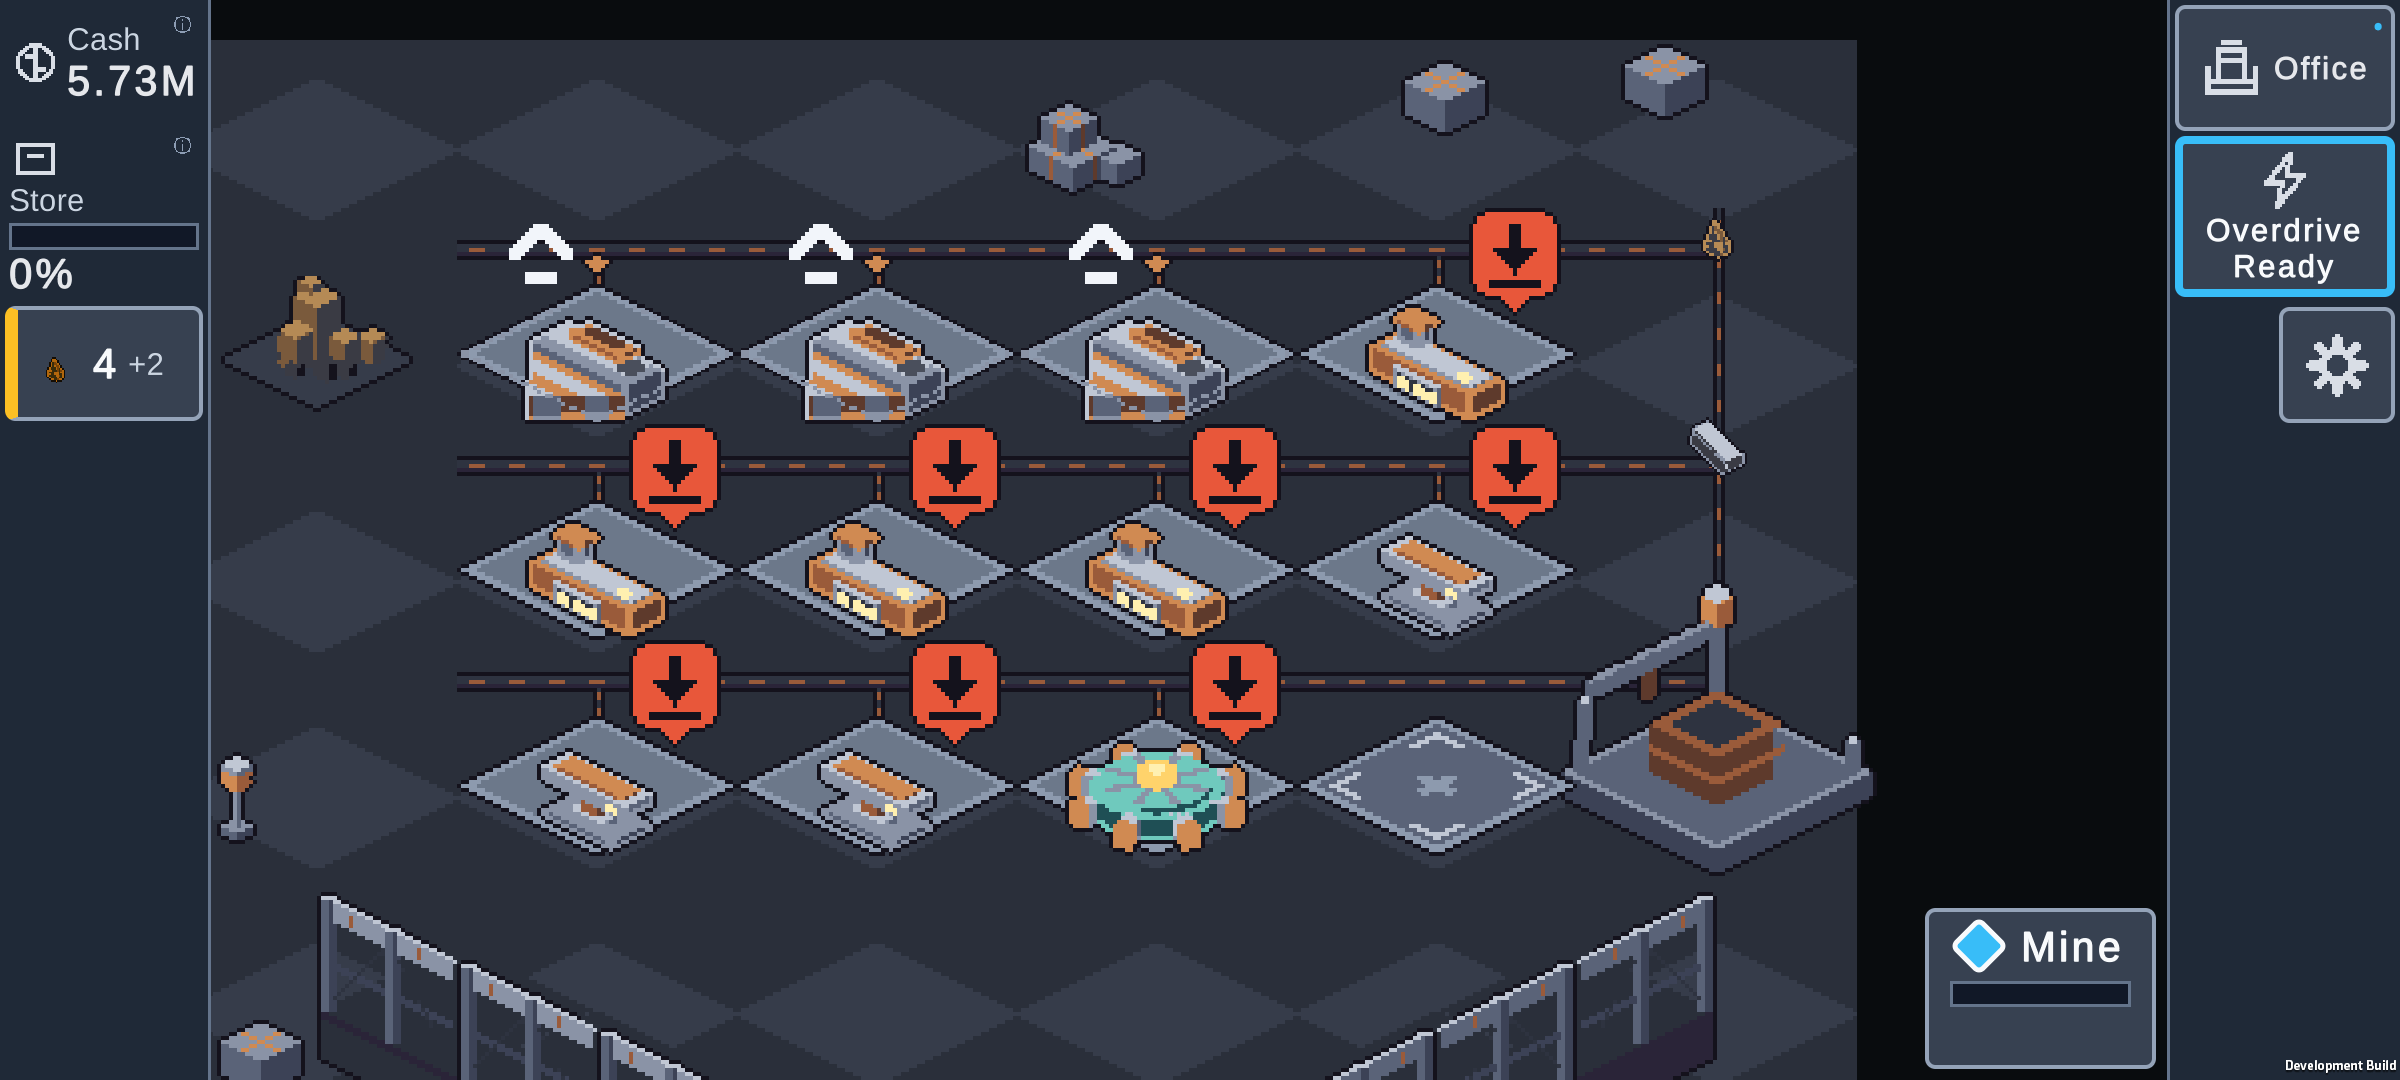 Cash
5.73M
Store
0%
4 +2
Office
Overdrive
Ready
Mine
Development Build